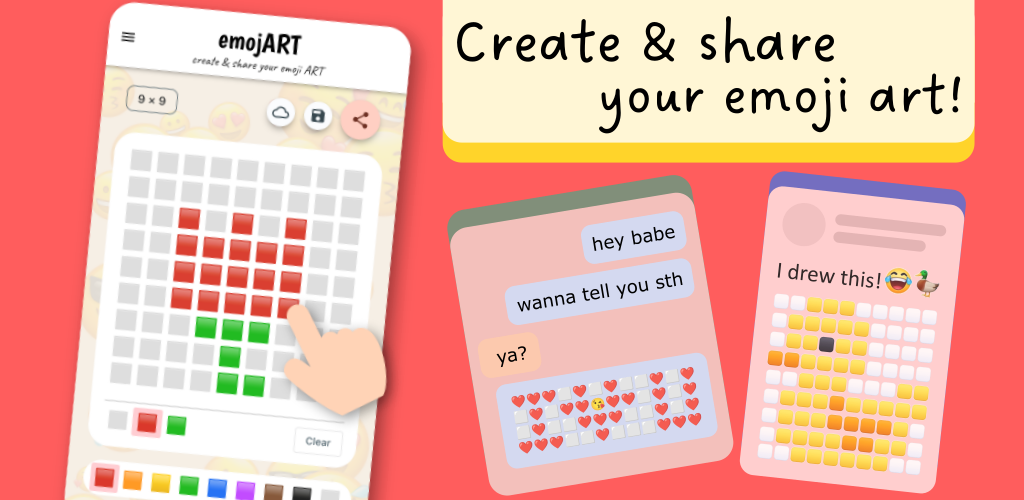 emojART
create & share your emoji ART
9 × 9
Clear
Create & share
your emoji art!
hey babe
wanna tell you sth
ya?
I drew this!😂🦆